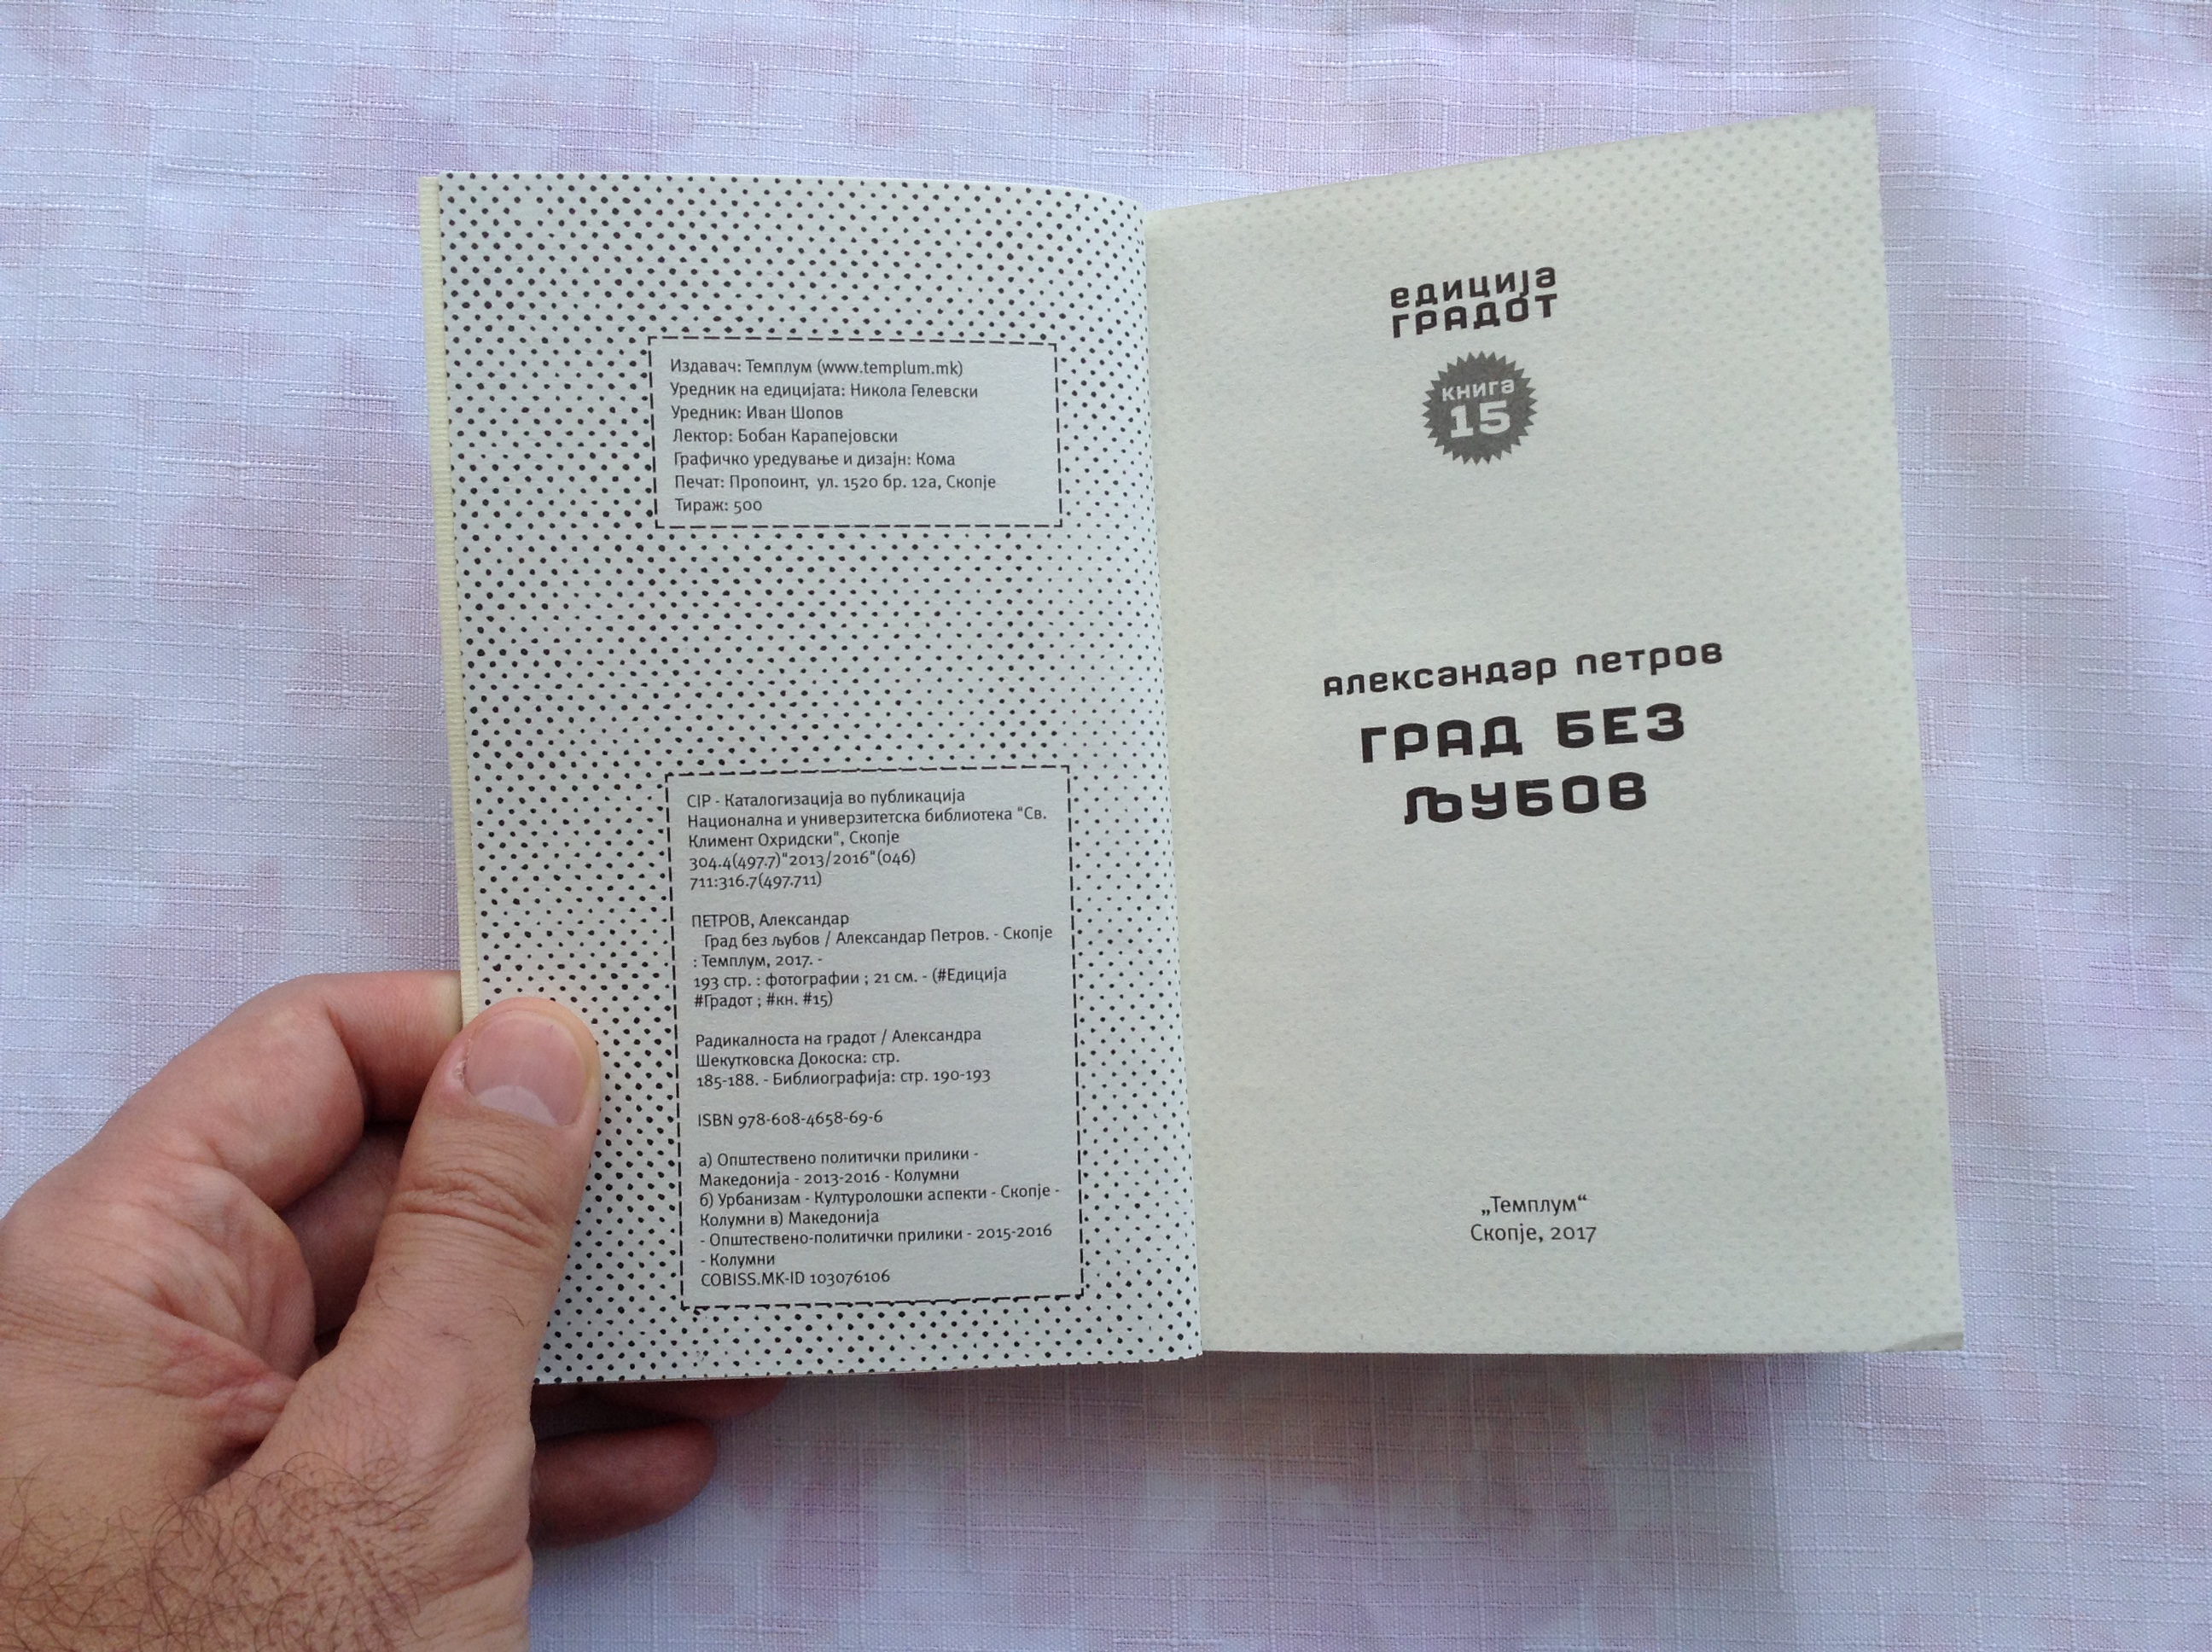 Издавач: Темплум (www.templum.mk)
Уредник на едицијата: Никола Гелевски
Уредник: Иван Шопов
Лектор: Бобан Карапејовски
Графичко уредување и дизајн: Кома
Печат: Пропоинт, ул. 1520 бр. 12а, Скопје
Тираж: 500
CIP - Каталогизација во публикација
Национална и универзитетска библиотека "Св.
Климент Охридски", Скопје
304.4(497.7)"2013/2016"(046)
711:316.7(497.711)
ПЕТРОВ, Александар
Град без љубов / Александар Петров. - Скопје
: Темплум, 2017. -
193 стр. : фотографии ; 21 см. - (#Едиција
#Градот ; #кн. #15)
Радикалноста на градот / Александра
Шекутковска Докоска: стр.
185-188. - Библиографија: стр. 190-193
ISBN 978-608-4658-69-6
а) Општествено политички прилики -
Македонија - 2013-2016 - Колумни
б) Урбанизам - Културолошки аспекти - Скопје -
Колумни в) Македонија
- Општествено-политички прилики - 2015-2016
- Колумни
COBISS.MK-ID 103076106
едиција
градот
книга
15
александар петров
ГРАД БЕЗ
ЉУБОВ
„Темплум“
Скопје, 2017